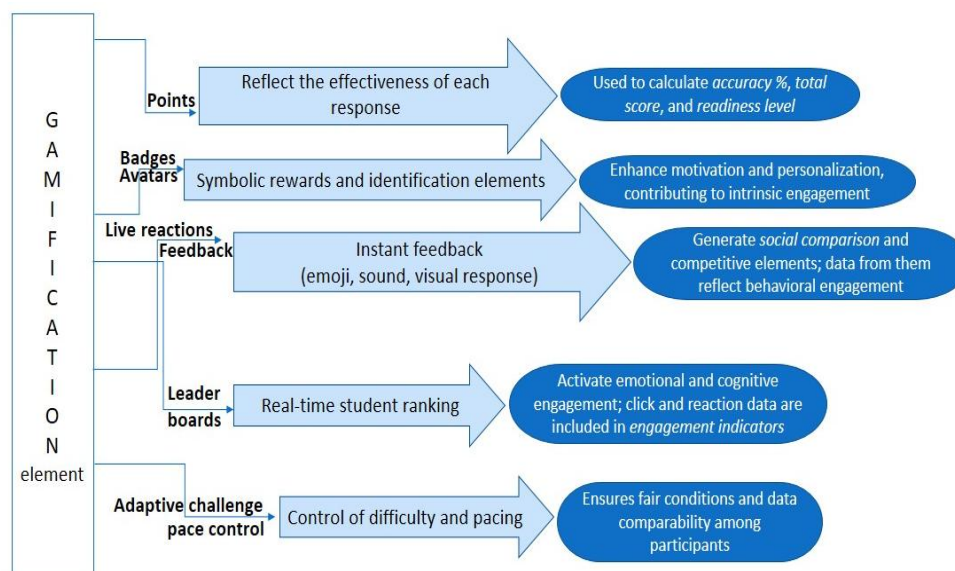 GAMIFICATION
element
Points
Reflect the effectiveness of each
response
Used to calculate accuracy %, total
score, and readiness level
Badges
Avatars
Symbolic rewards and identification elements
Enhance motivation and personalization,
contributing to intrinsic engagement
Live reactions
Feedback
Instant feedback
(emoji, sound, visual response)
Generate social comparison and
competitive elements; data from them
reflect behavioral engagement
Leader
boards
Real-time student ranking
Activate emotional and cognitive
engagement; click and reaction data are
included in engagement indicators
Adaptive challenge
pace control
Control of difficulty and pacing
Ensures fair conditions and data
comparability among
participants